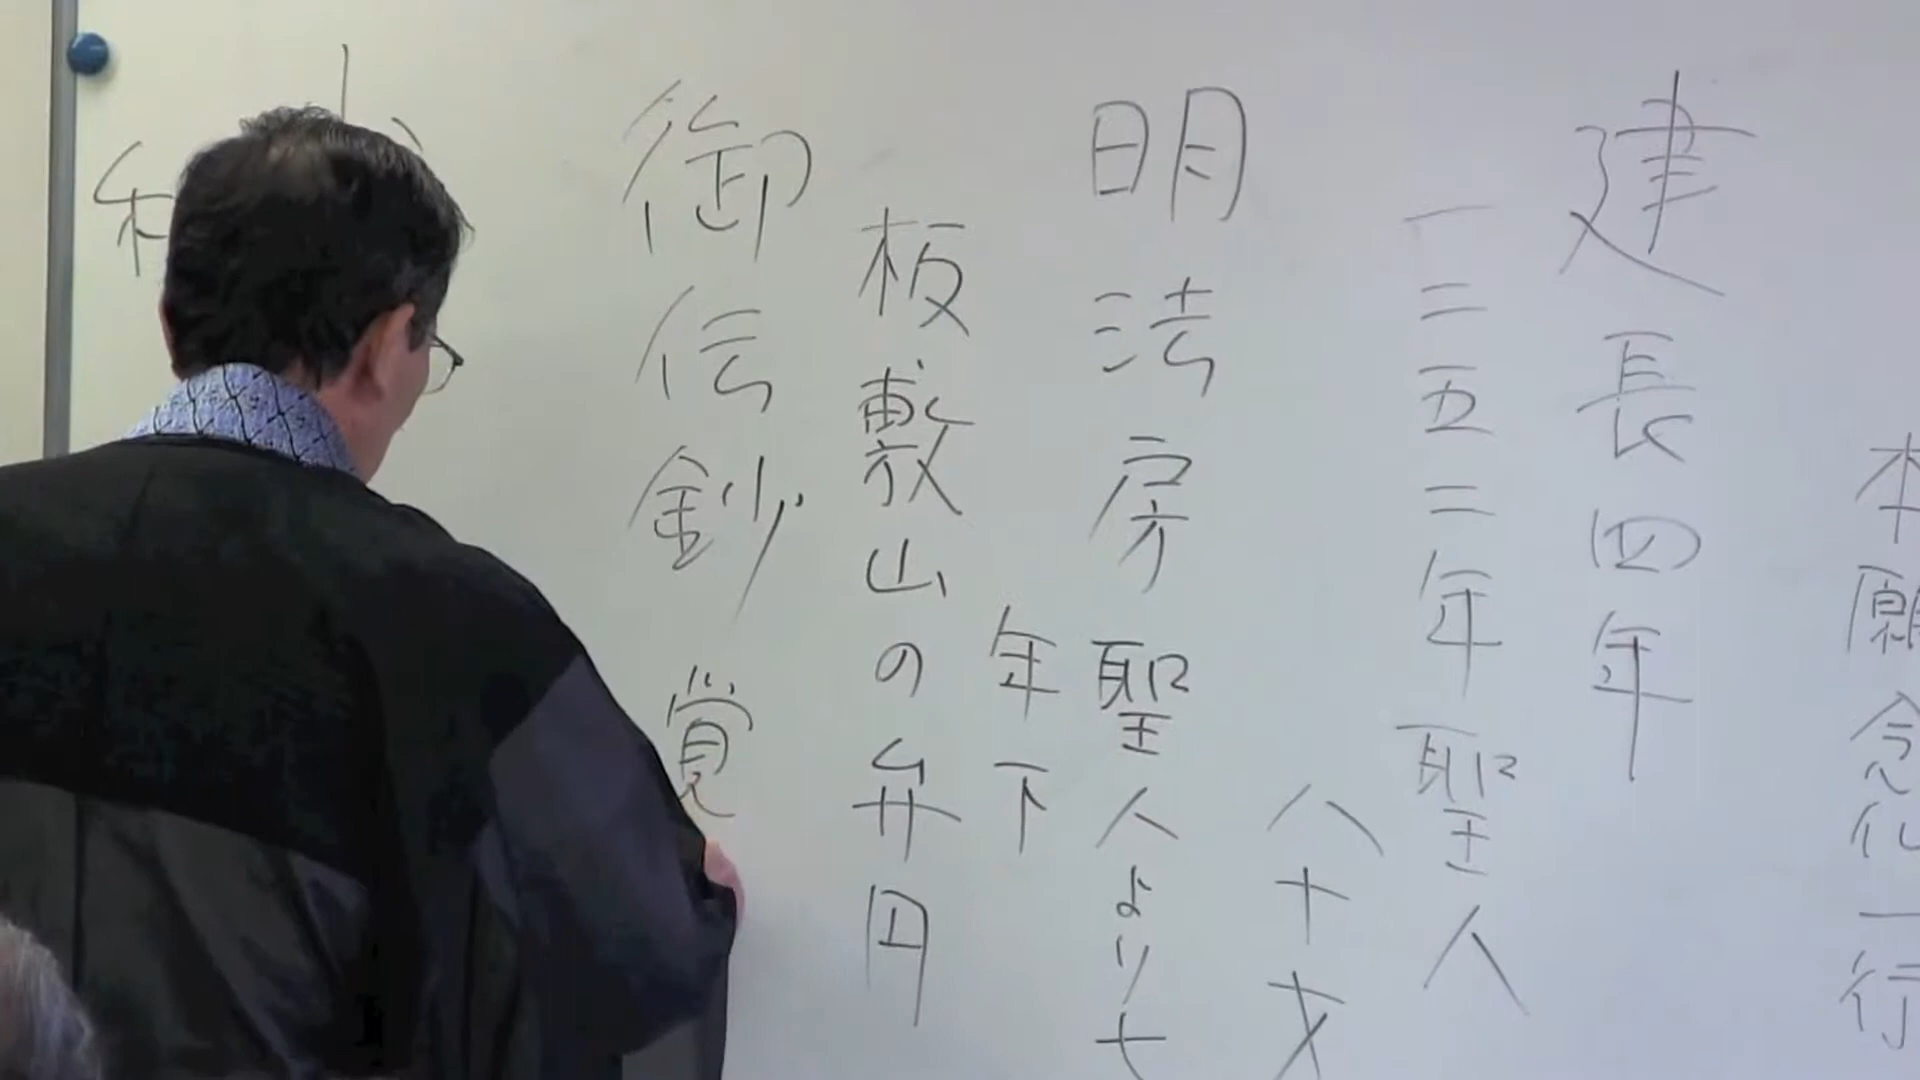 本願念仏一行
建長四年
一二五二年聖人
八十才
明法房 聖人より七
年下
板敷山の弁円
御伝鈔 覚